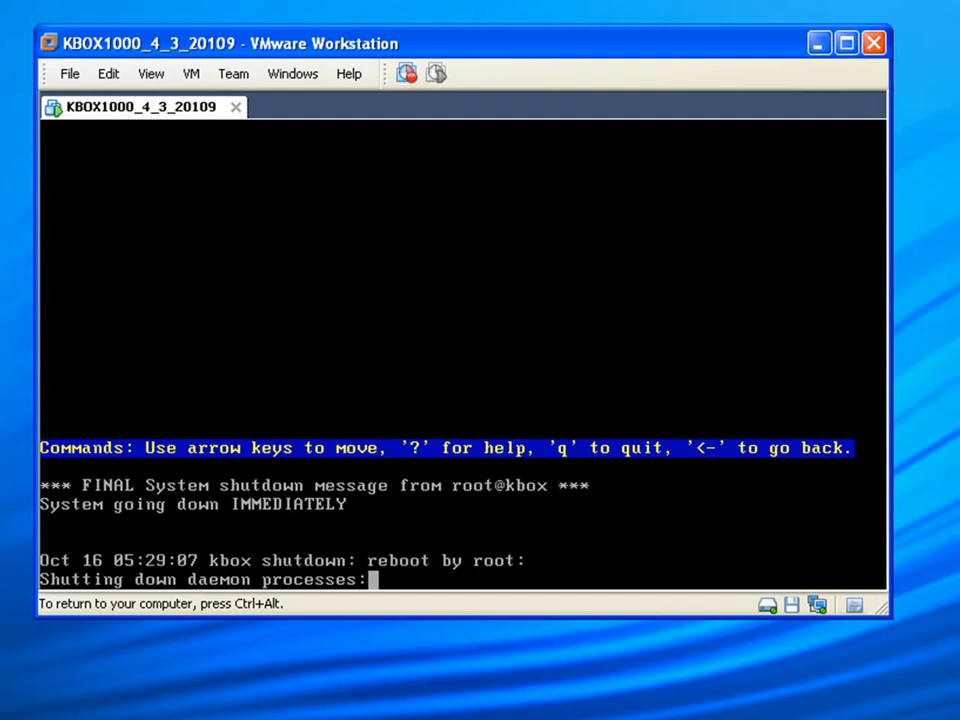 KBOX1000_4_3_20109 - VMware Workstation
File Edit View VM Team Windows Help
KBOX1000_4_3_20109
Commands: Use arrow keys to move, '?' for help, 'q' to quit, '<-' to go back.
*** FINAL System shutdown message from root@kbox ***
System going down IMMEDIATELY
Oct 16 05:29:07 kbox shutdown: reboot by root:
Shutting down daemon processes:
To return to your computer, press Ctrl+Alt.